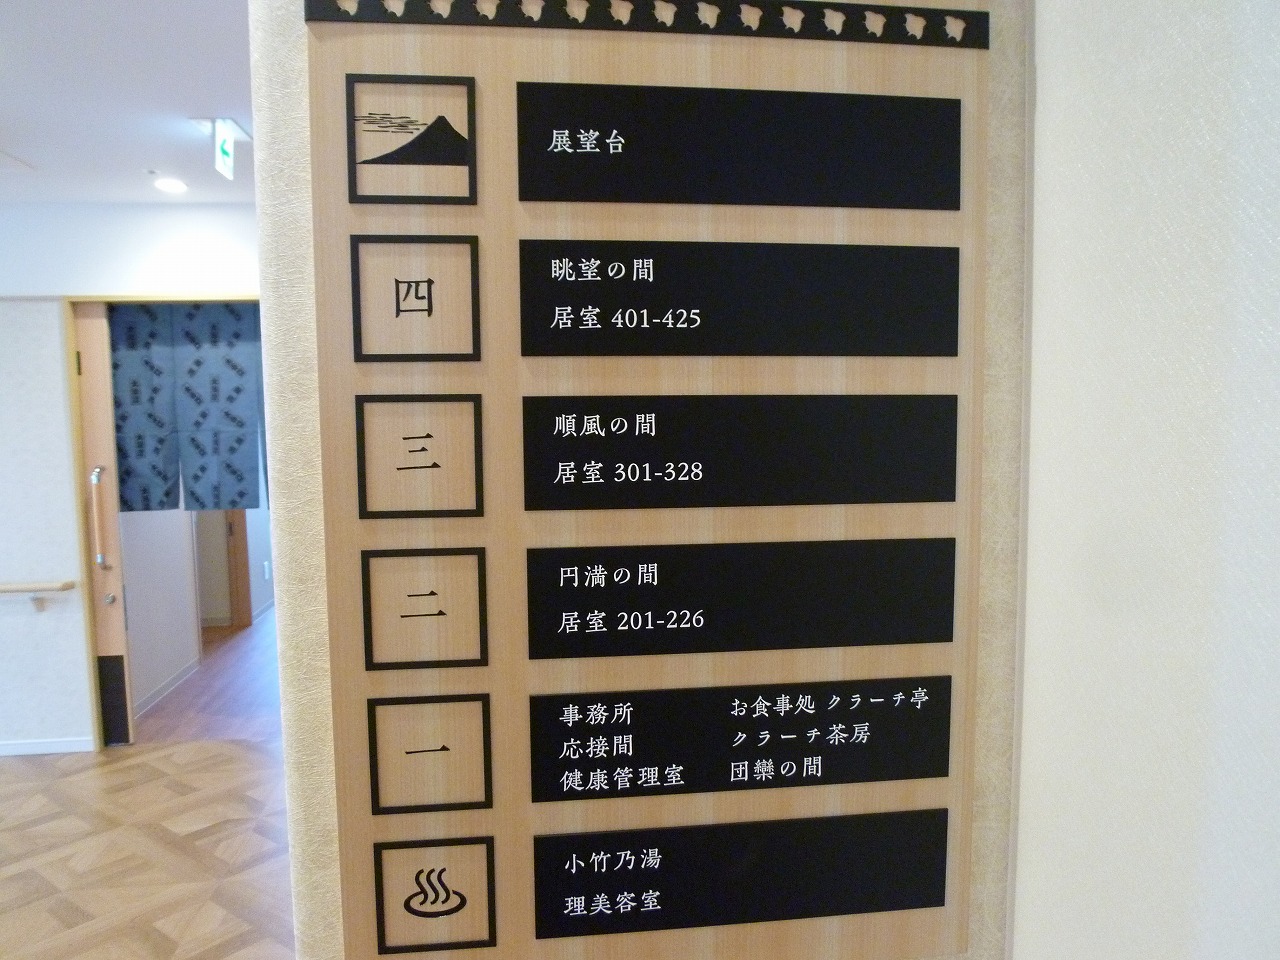 展望台
四
眺望の間
居室 401-425
三
順風の間
居室 301-328
二
円満の間
居室 201-226
一
事務所
応接間
健康管理室
お食事処 クラーチ亭
クラーチ茶房
団欒の間
小竹乃湯
理美容室